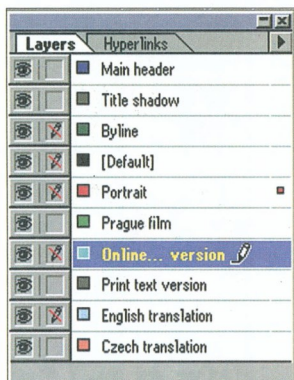 Layers Hyperlinks
Main header
Title shadow
Byline
[Default]
Portrait
Prague film
Online... version
Print text version
English translation
Czech translation